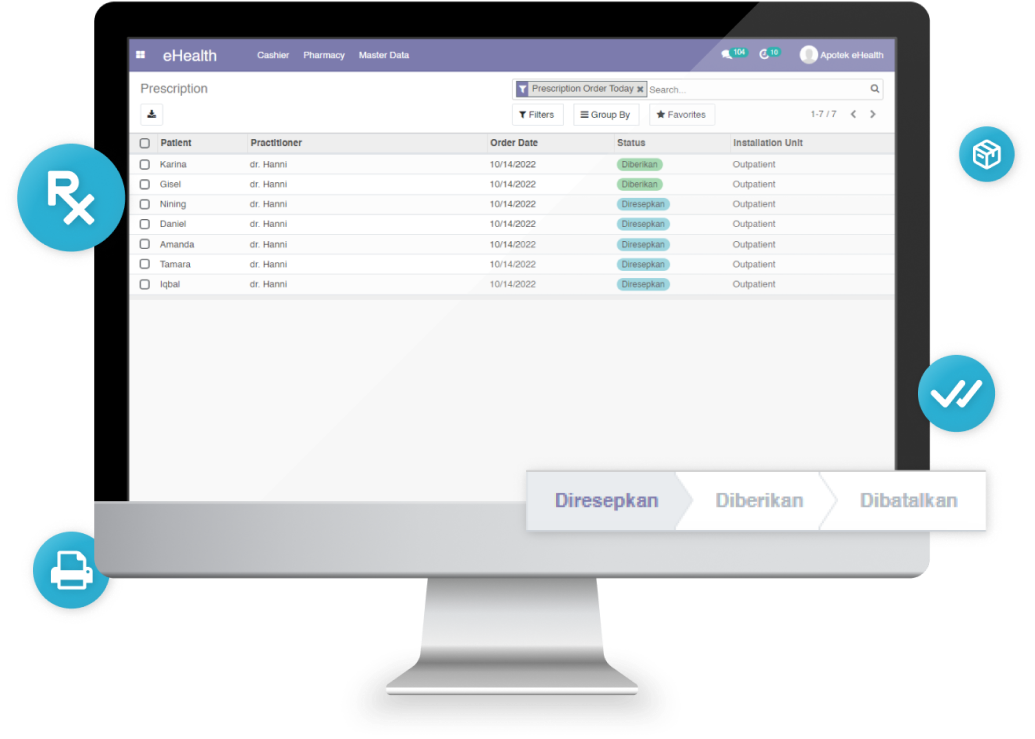 eHealth Cashier Pharmacy Master Data 104 10 Apotek eHealth
Prescription Prescription Order Today Search...
Filters Group By Favorites 1-7 / 7
Patient Practitioner Order Date Status Installation Unit
Karina dr. Hanni 10/14/2022 Diberikan Outpatient
Gisel dr. Hanni 10/14/2022 Diberikan Outpatient
Nining dr. Hanni 10/14/2022 Diresepkan Outpatient
Daniel dr. Hanni 10/14/2022 Diresepkan Outpatient
Amanda dr. Hanni 10/14/2022 Diresepkan Outpatient
Tamara dr. Hanni 10/14/2022 Diresepkan Outpatient
Iqbal dr. Hanni 10/14/2022 Diresepkan Outpatient
Rx
Diresepkan Diberikan Dibatalkan